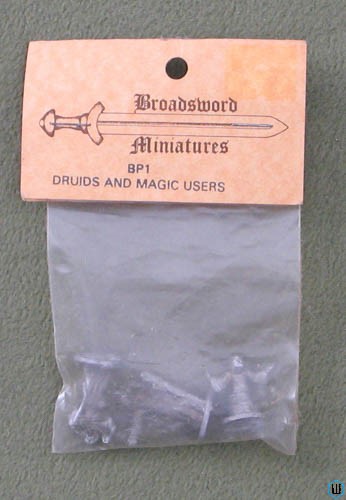 Broadsword
Miniatures
BP1
DRUIDS AND MAGIC USERS